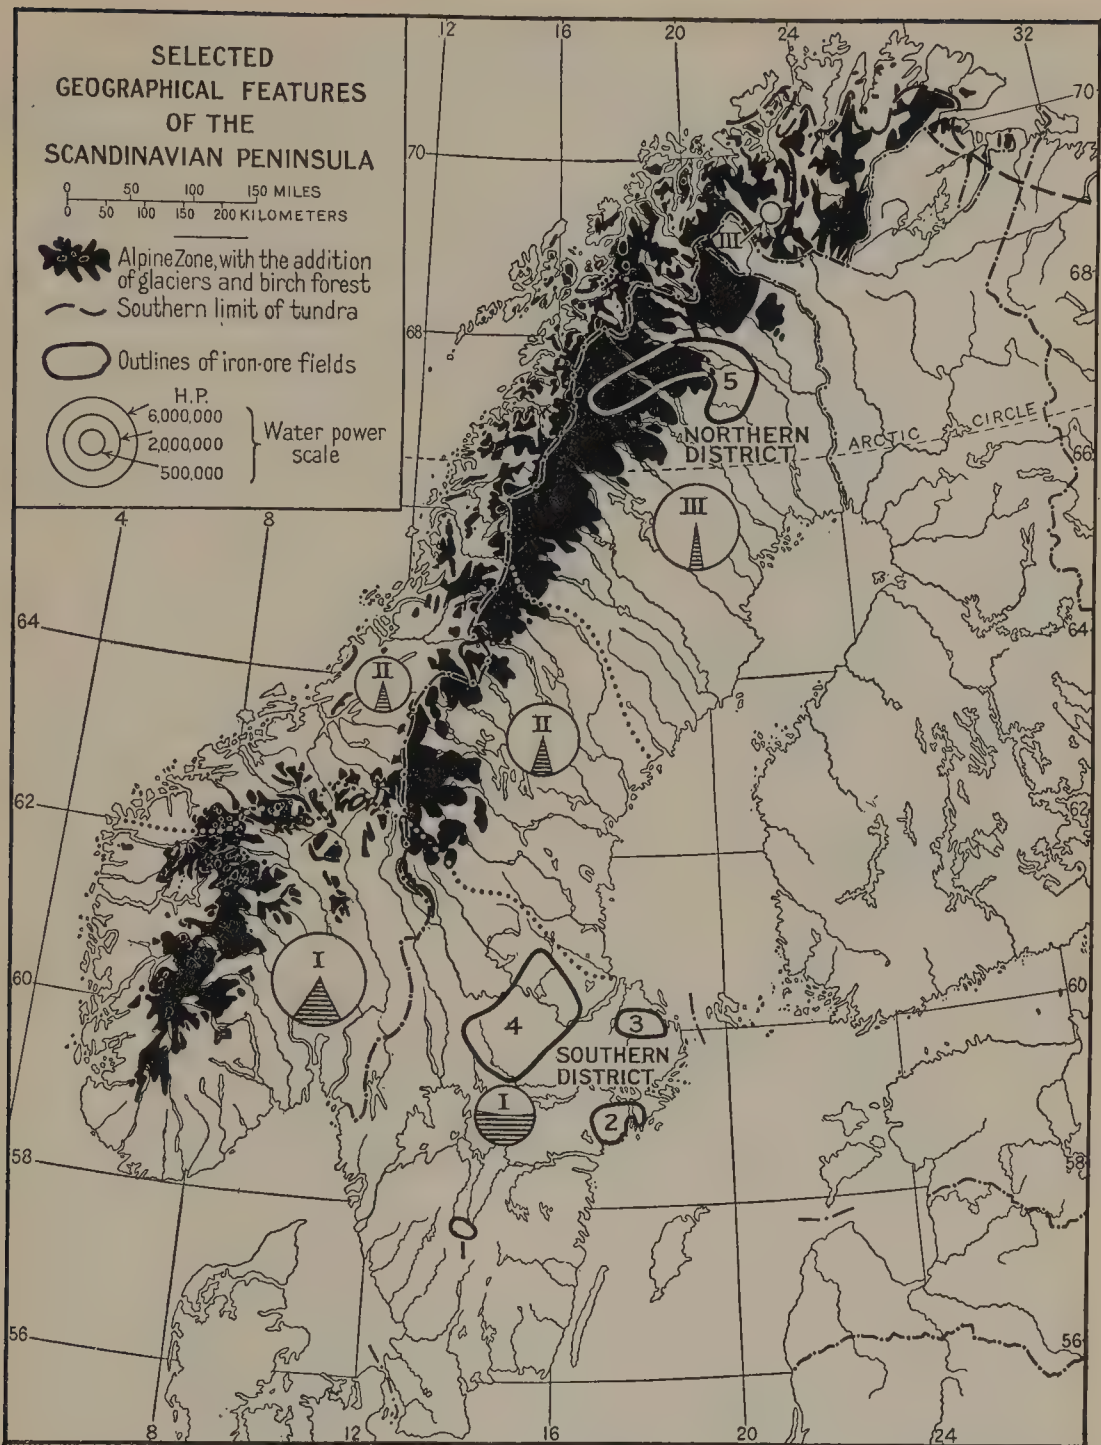 SELECTED
GEOGRAPHICAL FEATURES
OF THE
SCANDINAVIAN PENINSULA
0 50 100 150 MILES
0 50 100 150 200 KILOMETERS
Alpine Zone, with the addition
of glaciers and birch forest
Southern limit of tundra
Outlines of iron-ore fields
H.P.
6,000,000
2,000,000
500,000
Water power
scale
12 16 20 24 32
70
70
III
68
68
5
NORTHERN
DISTRICT
ARCTIC CIRCLE
66
III
4 8
64
64
II
II
62
62
I
60
60
4
3
SOUTHERN
DISTRICT
I
2
58
58
1
56
56
8 12 16 20 24